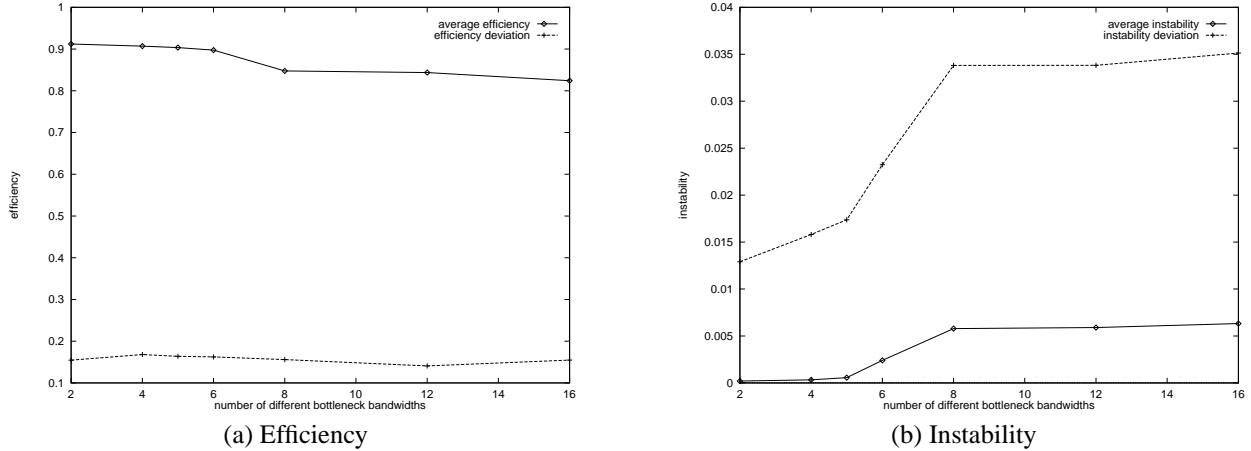 1
0.9
0.8
0.7
0.6
0.5
0.4
0.3
0.2
0.1
efficiency
average efficiency
efficiency deviation
2 4 6 8 10 12 14 16
number of different bottleneck bandwidths
(a) Efficiency
0.04
0.035
0.03
0.025
0.02
0.015
0.01
0.005
0
instability
average instability
instability deviation
2 4 6 8 10 12 14 16
number of different bottleneck bandwidths
(b) Instability